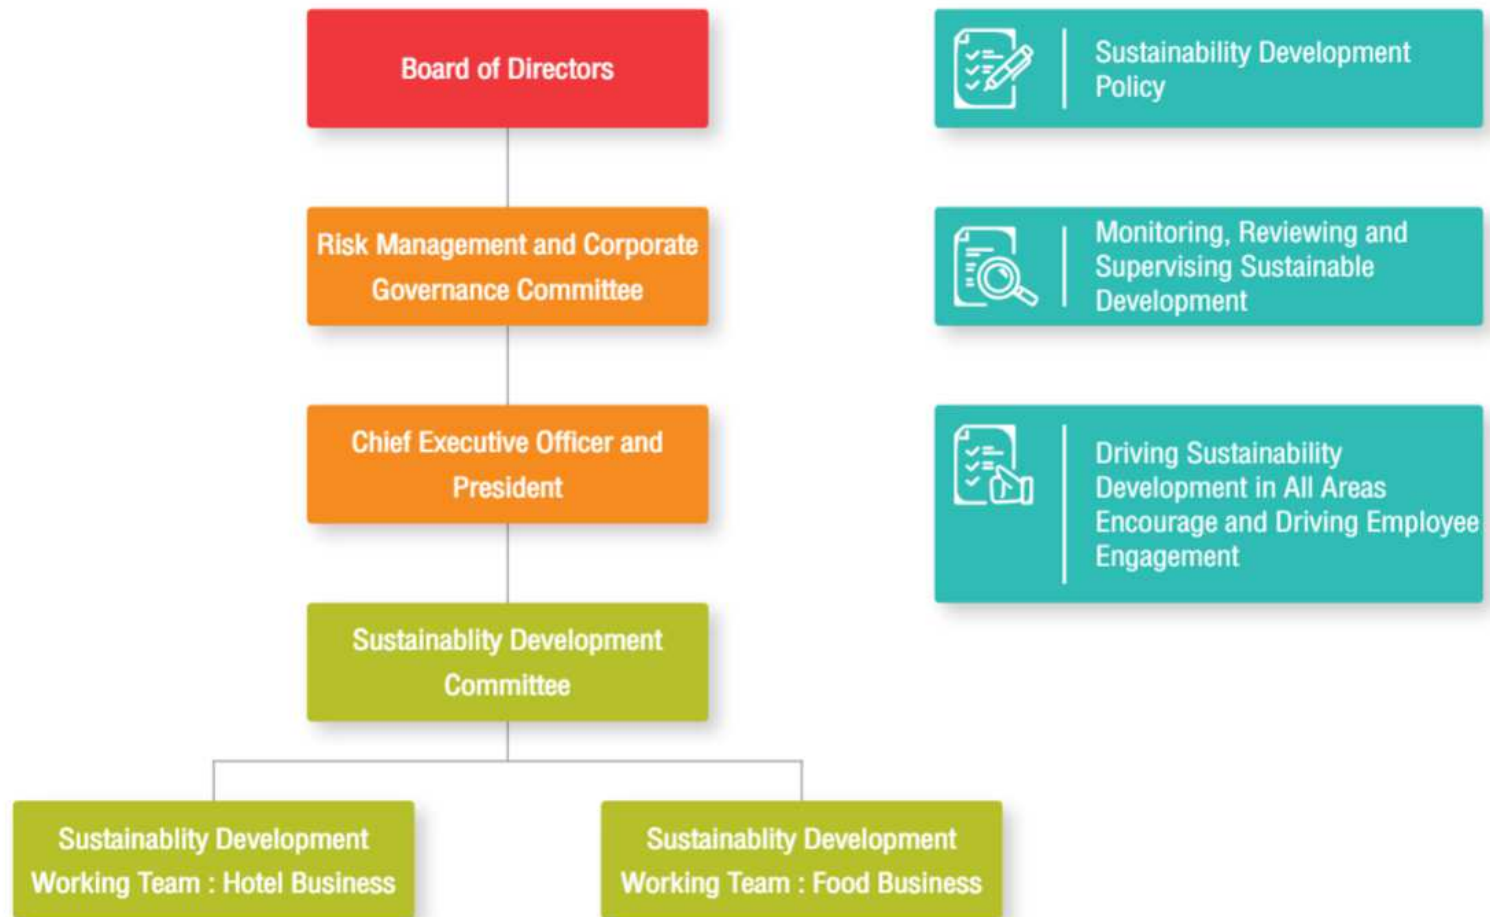 Board of Directors
Sustainability Development
Policy
Risk Management and Corporate
Governance Committee
Monitoring, Reviewing and
Supervising Sustainable
Development
Chief Executive Officer and
President
Driving Sustainability
Development in All Areas
Encourage and Driving Employee
Engagement
Sustainablity Development
Committee
Sustainablity Development
Working Team : Hotel Business
Sustainablity Development
Working Team : Food Business